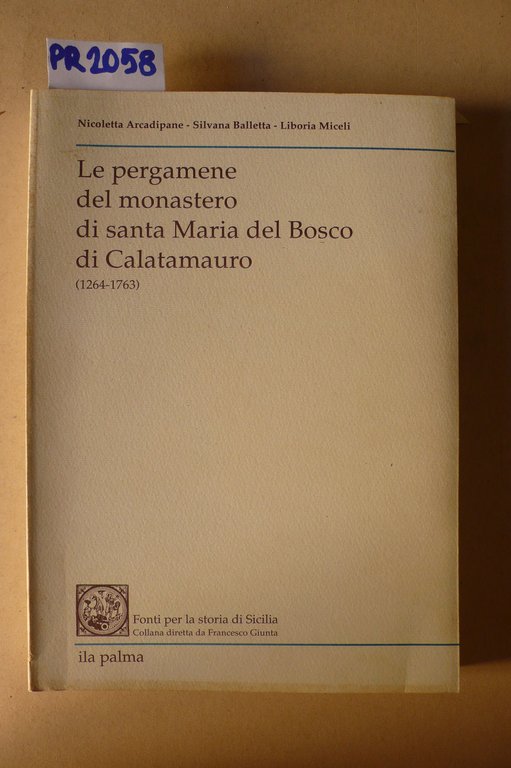 PR2058
Nicoletta Arcadipane - Silvana Balletta - Liboria Miceli
Le pergamene
del monastero
di santa Maria del Bosco
di Calatamauro
(1264-1763)
Fonti per la storia di Sicilia
Collana diretta da Francesco Giunta
ila palma